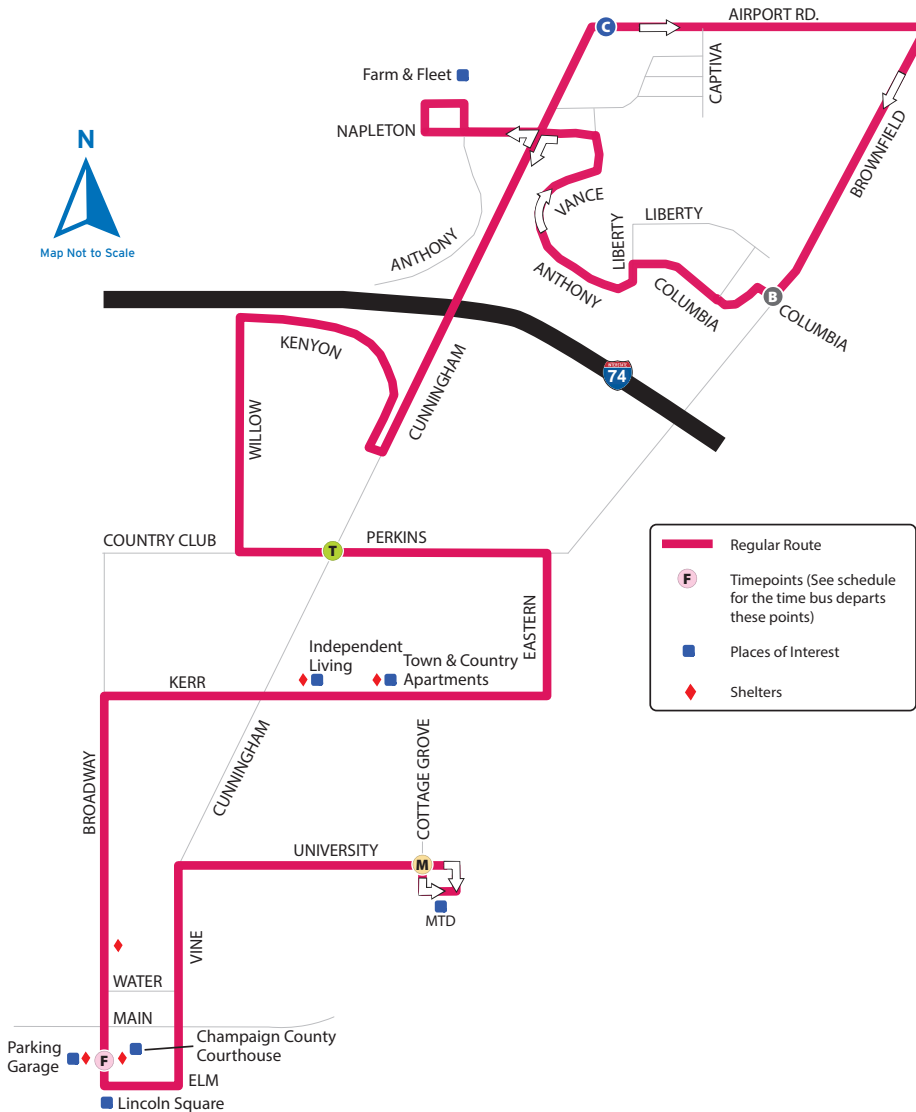 AIRPORT RD.
C
CAPTIVA
Farm & Fleet
NAPLETON
BROWNFIELD
N
Map Not to Scale
VANCE
LIBERTY
LIBERTY
ANTHONY
ANTHONY
COLUMBIA
B
COLUMBIA
KENYON
INTERSTATE
74
CUNNINGHAM
WILLOW
COUNTRY CLUB
T
PERKINS
Regular Route
F
Timepoints (See schedule
for the time bus departs
these points)
Places of Interest
Shelters
EASTERN
Independent
Living
Town & Country
Apartments
KERR
CUNNINGHAM
BROADWAY
COTTAGE GROVE
UNIVERSITY
M
MTD
VINE
WATER
MAIN
Champaign County
Courthouse
Parking
Garage
F
ELM
Lincoln Square